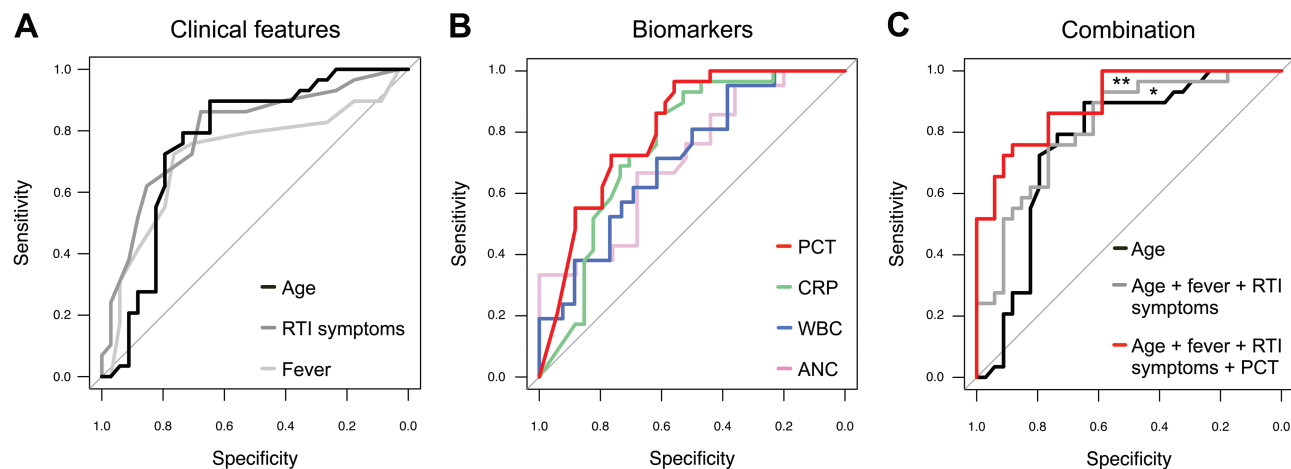 A
Clinical features
Sensitivity
1.0
0.8
0.6
0.4
0.2
0.0
Age
RTI symptoms
Fever
1.0 0.8 0.6 0.4 0.2 0.0
Specificity
B
Biomarkers
Sensitivity
1.0
0.8
0.6
0.4
0.2
0.0
PCT
CRP
WBC
ANC
1.0 0.8 0.6 0.4 0.2 0.0
Specificity
C
Combination
Sensitivity
1.0
0.8
0.6
0.4
0.2
0.0
**
*
Age
Age + fever + RTI
symptoms
Age + fever + RTI
symptoms + PCT
1.0 0.8 0.6 0.4 0.2 0.0
Specificity